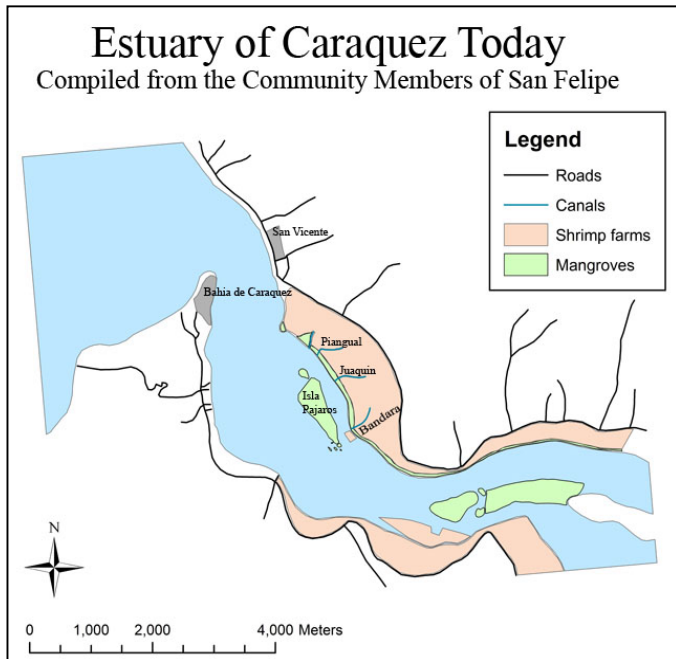 Estuary of Caraquez Today
Compiled from the Community Members of San Felipe
Legend
Roads
Canals
Shrimp farms
Mangroves
San Vicente
Bahia de Caraquez
Piangual
Juaquin
Isla
Pajaros
Bandara
N
0 1,000 2,000 4,000 Meters